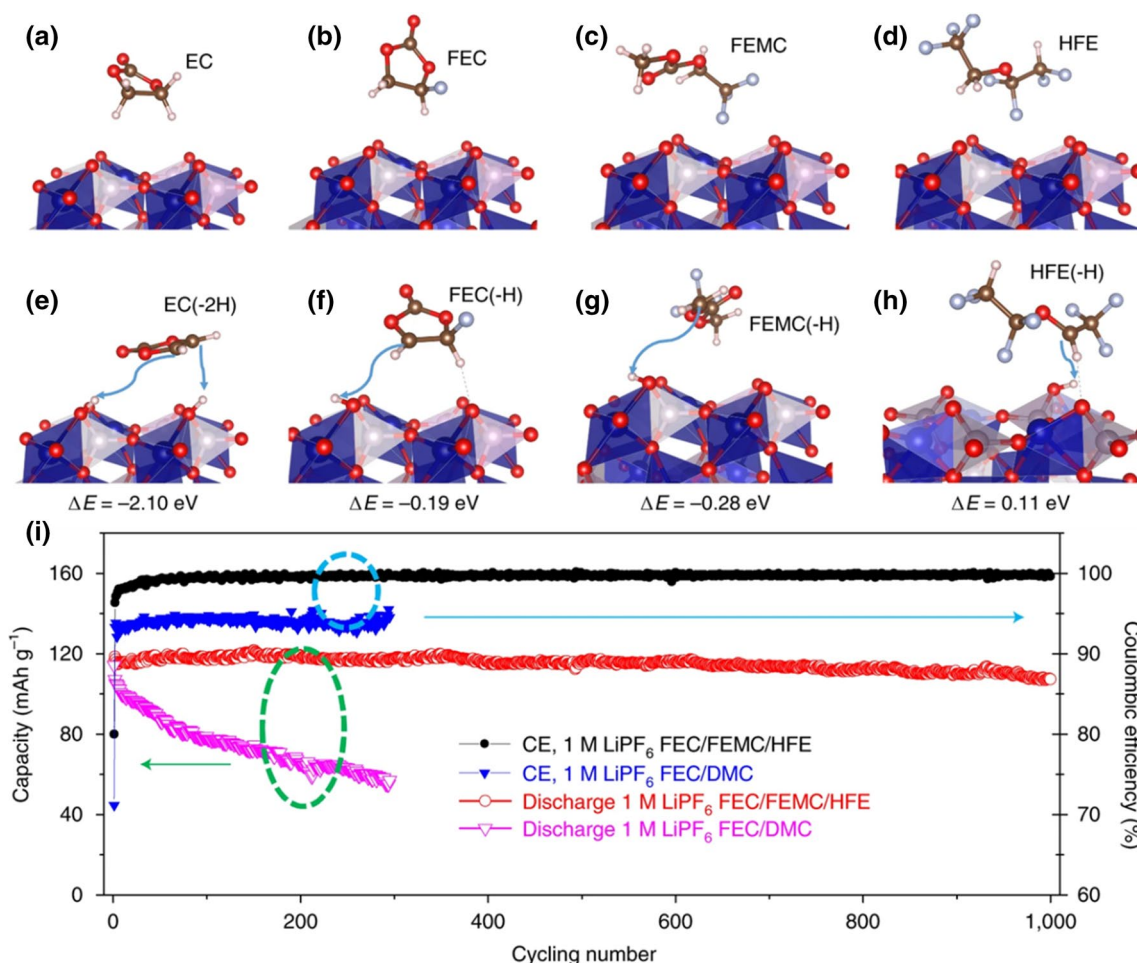 (a) EC
(b) FEC
(c) FEMC
(d) HFE
(e) EC(-2H)
(f) FEC(-H)
(g) FEMC(-H)
(h) HFE(-H)
ΔE = –2.10 eV
ΔE = –0.19 eV
ΔE = –0.28 eV
ΔE = 0.11 eV
(i)
Capacity (mAh g⁻¹)
160
120
80
40
0
CE, 1 M LiPF₆ FEC/FEMC/HFE
CE, 1 M LiPF₆ FEC/DMC
Discharge 1 M LiPF₆ FEC/FEMC/HFE
Discharge 1 M LiPF₆ FEC/DMC
100
90
80
70
60
Coulombic efficiency (%)
0 200 400 600 800 1,000
Cycling number